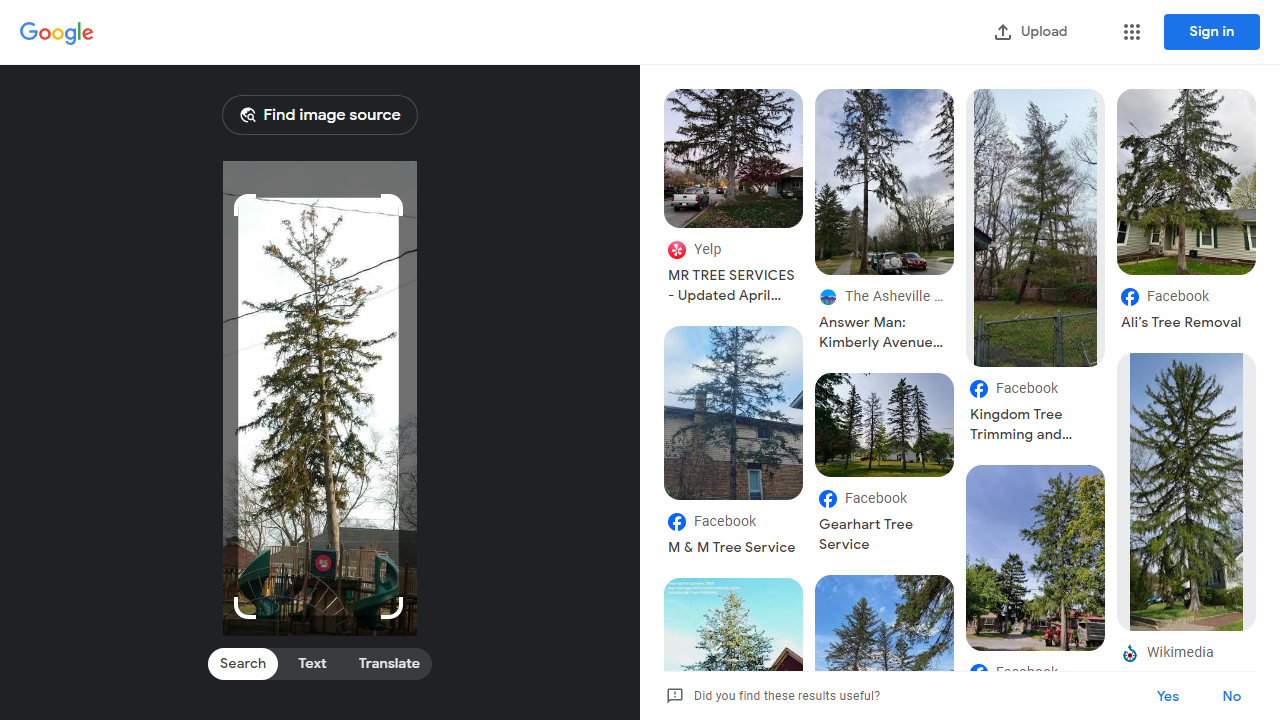 Google
Upload
Sign in
Find image source
Search
Text
Translate
Yelp
MR TREE SERVICES
- Updated April...
Facebook
M & M Tree Service
The Asheville ...
Answer Man:
Kimberly Avenue...
Facebook
Gearhart Tree
Service
Facebook
Kingdom Tree
Trimming and...
Facebook
Facebook
Ali's Tree Removal
Wikimedia
Did you find these results useful?
Yes
No